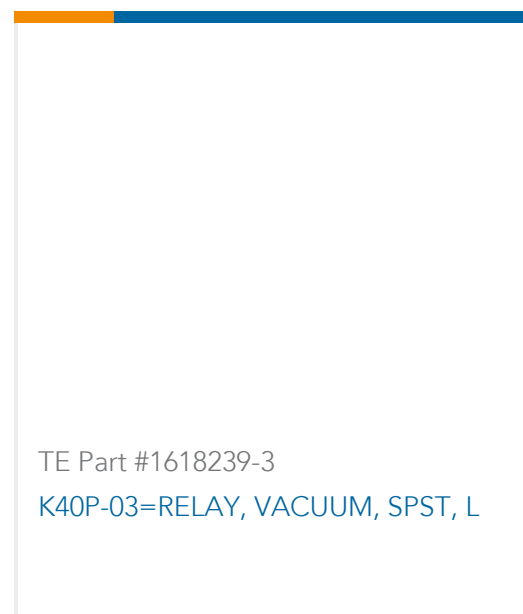 TE Part #1618239-3
K40P-03=RELAY, VACUUM, SPST, L